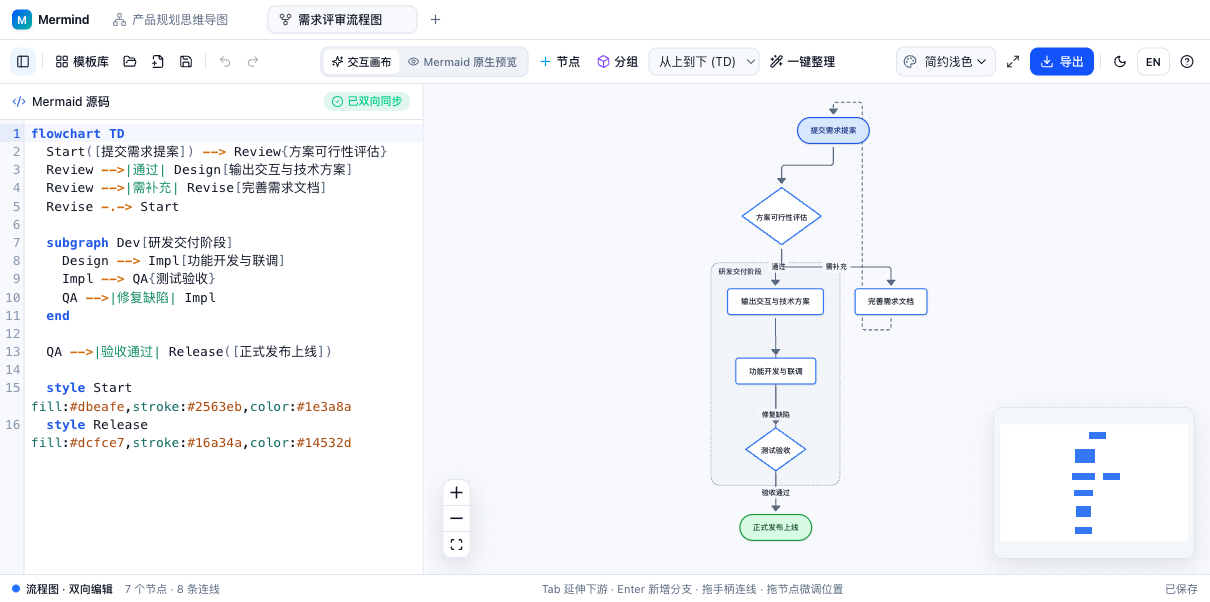 M Mermind 产品规划思维导图 需求评审流程图 +
模板库 交互画布 Mermaid 原生预览 + 节点 分组 从上到下 (TD) 一键整理 简约浅色 导出 EN
</> Mermaid 源码 已双向同步
1 flowchart TD
2 Start([提交需求提案]) --> Review{方案可行性评估}
3 Review -->|通过| Design[输出交互与技术方案]
4 Review -->|需补充| Revise[完善需求文档]
5 Revise -.-> Start
6
7 subgraph Dev[研发交付阶段]
8 Design --> Impl[功能开发与联调]
9 Impl --> QA{测试验收}
10 QA -->|修复缺陷| Impl
11 end
12
13 QA -->|验收通过| Release([正式发布上线])
14
15 style Start
fill:#dbeafe,stroke:#2563eb,color:#1e3a8a
16 style Release
fill:#dcfce7,stroke:#16a34a,color:#14532d
提交需求提案
方案可行性评估
通过 需补充
研发交付阶段
输出交互与技术方案 完善需求文档
功能开发与联调
修复缺陷
测试验收
验收通过
正式发布上线
流程图 · 双向编辑 7 个节点 · 8 条连线 Tab 延伸下游 · Enter 新增分支 · 拖手柄连线 · 拖节点微调位置 已保存